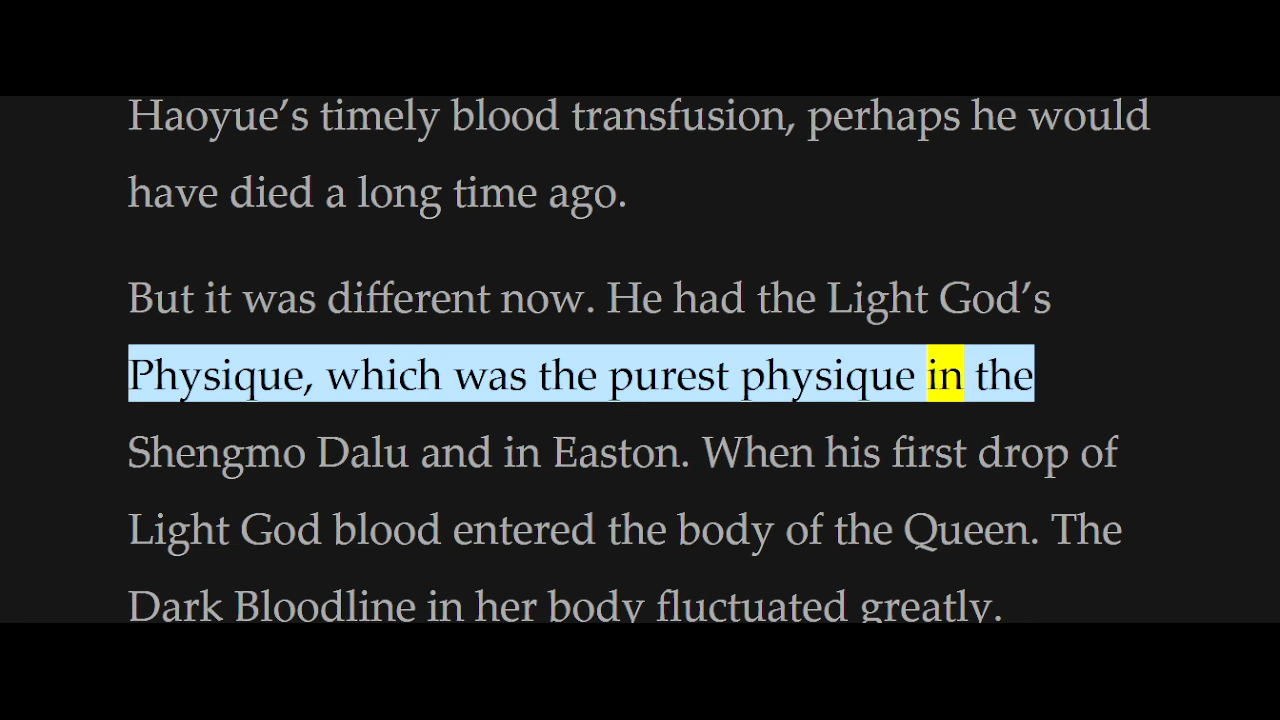 Haoyue’s timely blood transfusion, perhaps he would
have died a long time ago.
But it was different now. He had the Light God’s
Physique, which was the purest physique in the
Shengmo Dalu and in Easton. When his first drop of
Light God blood entered the body of the Queen. The
Dark Bloodline in her body fluctuated greatly.